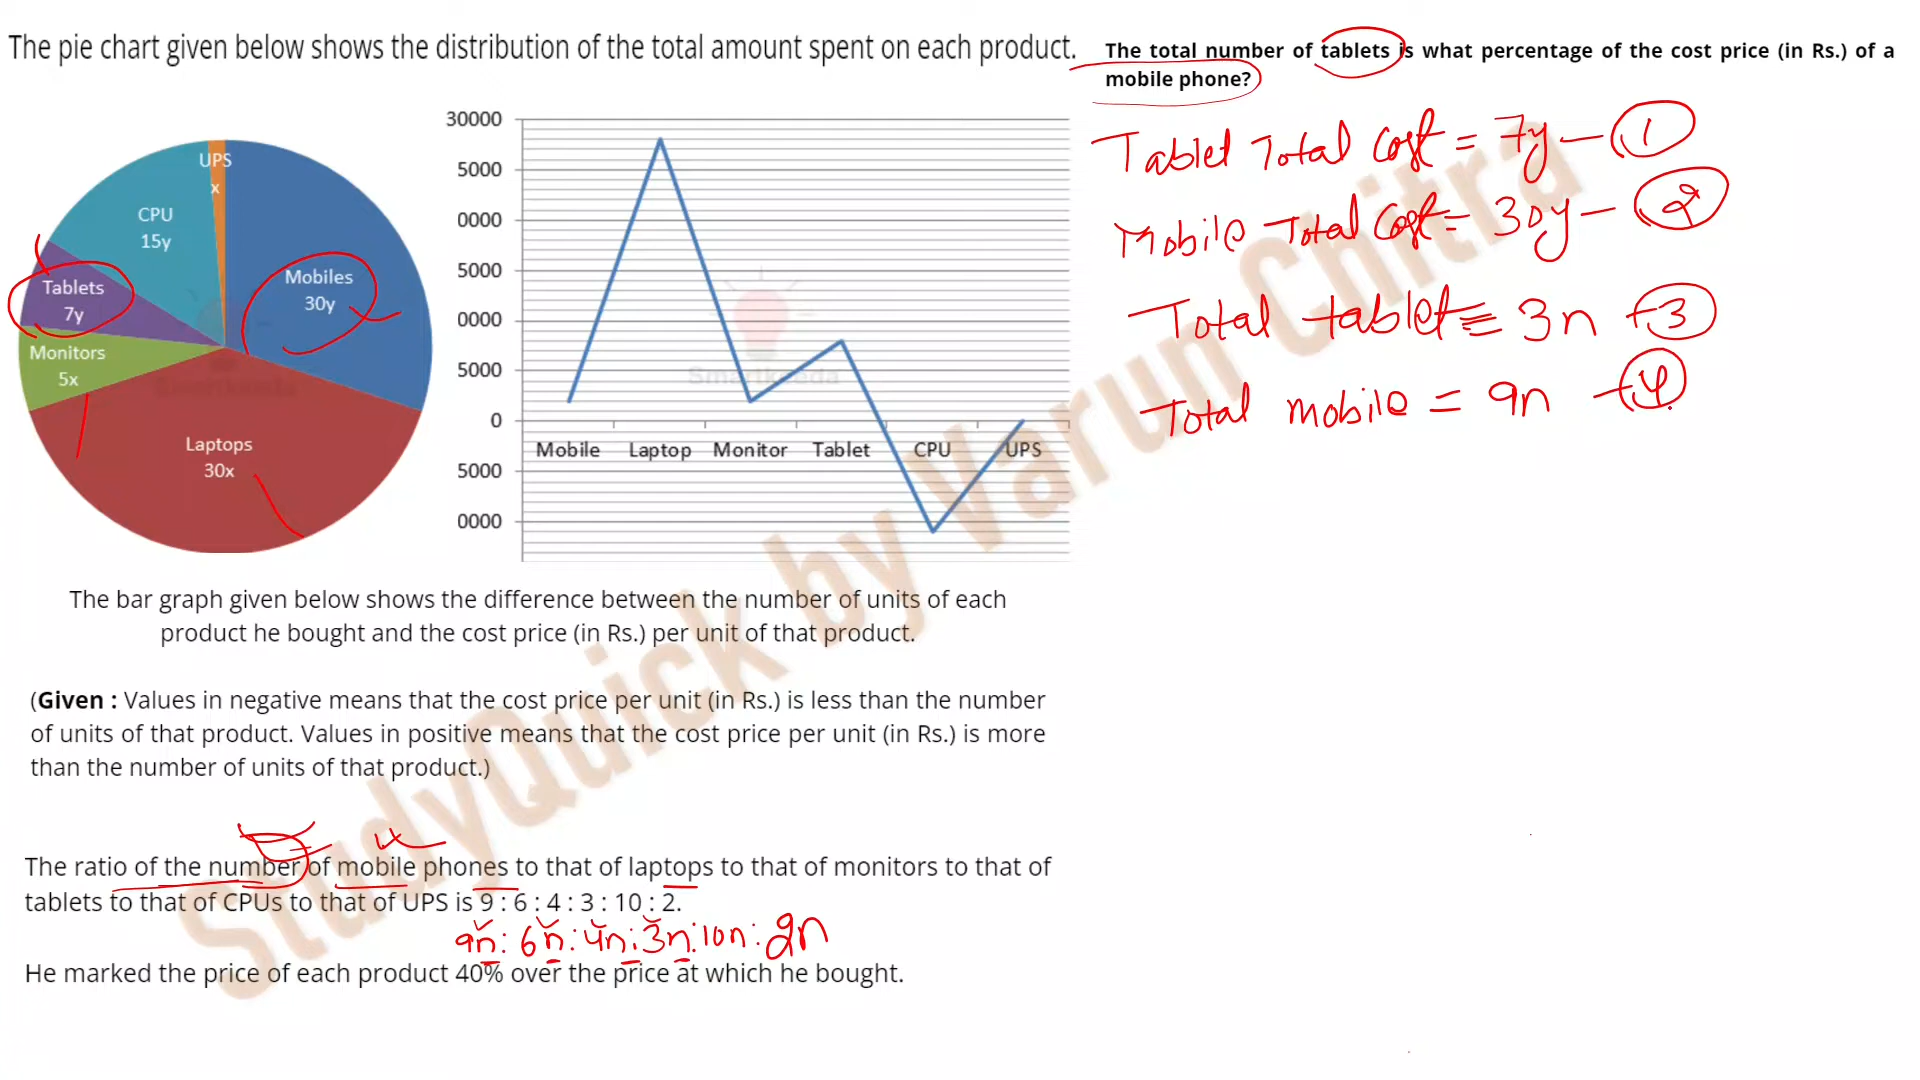 The pie chart given below shows the distribution of the total amount spent on each product.
The total number of tablets is what percentage of the cost price (in Rs.) of a
mobile phone?
Tablet Total Cost = 7y - 1
Mobile Total Cost = 30y - 2
Total tablet = 3n - 3
Total mobile = 9n - 4
UPS
x
CPU
15y
Mobiles
30y
Tablets
7y
Monitors
5x
Laptops
30x
30000
5000
0000
5000
0000
5000
0
5000
0000
Mobile Laptop Monitor Tablet CPU UPS
Smartkeeda
StudyQuick by Varun Chitra
The bar graph given below shows the difference between the number of units of each
product he bought and the cost price (in Rs.) per unit of that product.
(Given : Values in negative means that the cost price per unit (in Rs.) is less than the number
of units of that product. Values in positive means that the cost price per unit (in Rs.) is more
than the number of units of that product.)
The ratio of the number of mobile phones to that of laptops to that of monitors to that of
tablets to that of CPUs to that of UPS is 9 : 6 : 4 : 3 : 10 : 2.
9n : 6n : 4n : 3n : 10n : 2n
He marked the price of each product 40% over the price at which he bought.